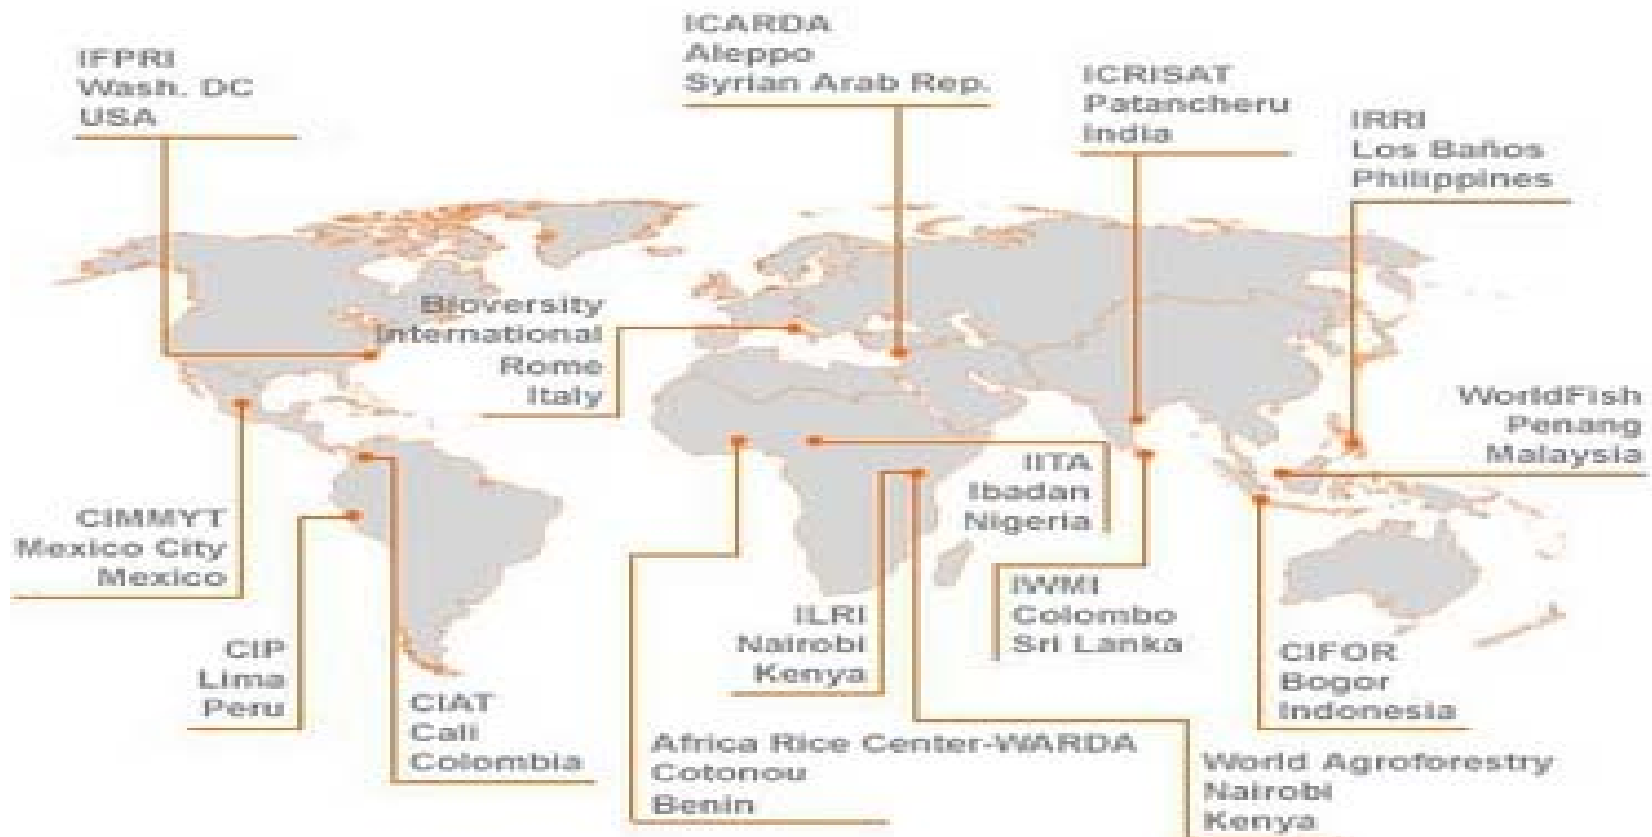 IFPRI
Wash. DC
USA
ICARDA
Aleppo
Syrian Arab Rep.
ICRISAT
Patancheru
India
IRRI
Los Baños
Philippines
Bioversity
International
Rome
Italy
WorldFish
Penang
Malaysia
CIMMYT
Mexico City
Mexico
IITA
Ibadan
Nigeria
CIP
Lima
Peru
CIAT
Cali
Colombia
ILRI
Nairobi
Kenya
IWMI
Colombo
Sri Lanka
CIFOR
Bogor
Indonesia
Africa Rice Center-WARDA
Cotonou
Benin
World Agroforestry
Nairobi
Kenya